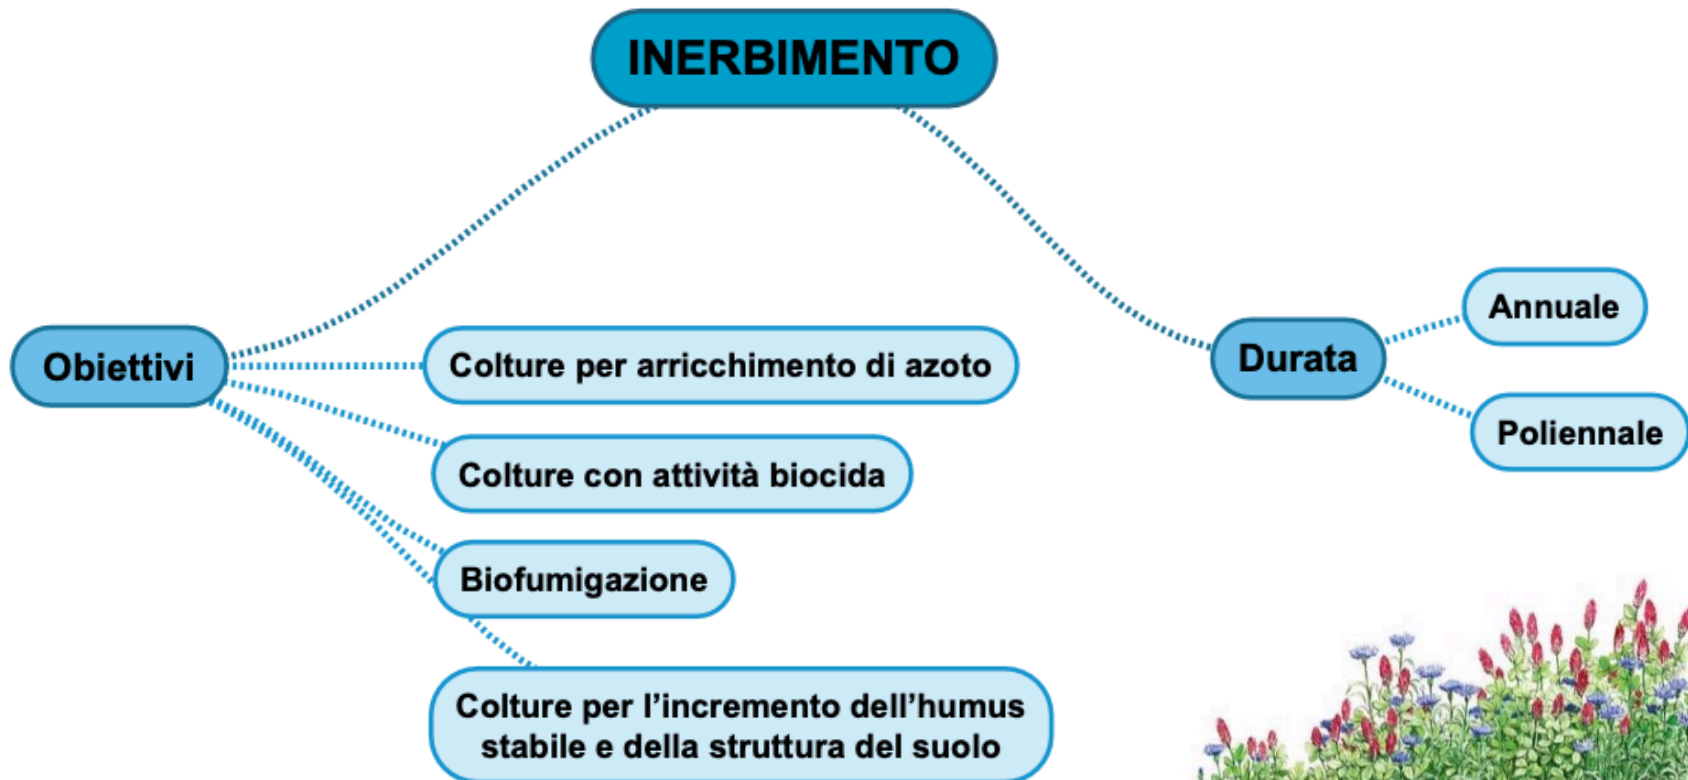 INERBIMENTO
Obiettivi
Colture per arricchimento di azoto
Colture con attività biocida
Biofumigazione
Colture per l’incremento dell’humus
stabile e della struttura del suolo
Durata
Annuale
Poliennale